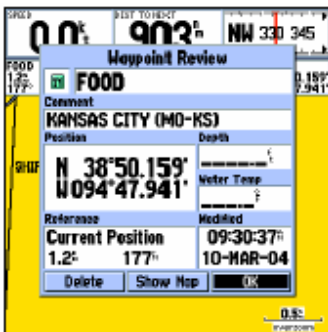 SPEED
DIST TO NEXT
0.0
903
NW 330 345
FOOD
1.2
177°
Waypoint Review
FOOD
Comment
KANSAS CITY (MO-KS)
Position
Depth
N 38°50.159'
W094°47.941'
Water Temp
Reference
Modified
Current Position
09:30:37
1.2
177
10-MAR-04
Delete
Show Map
OK
SHIP
0.5
overzoom